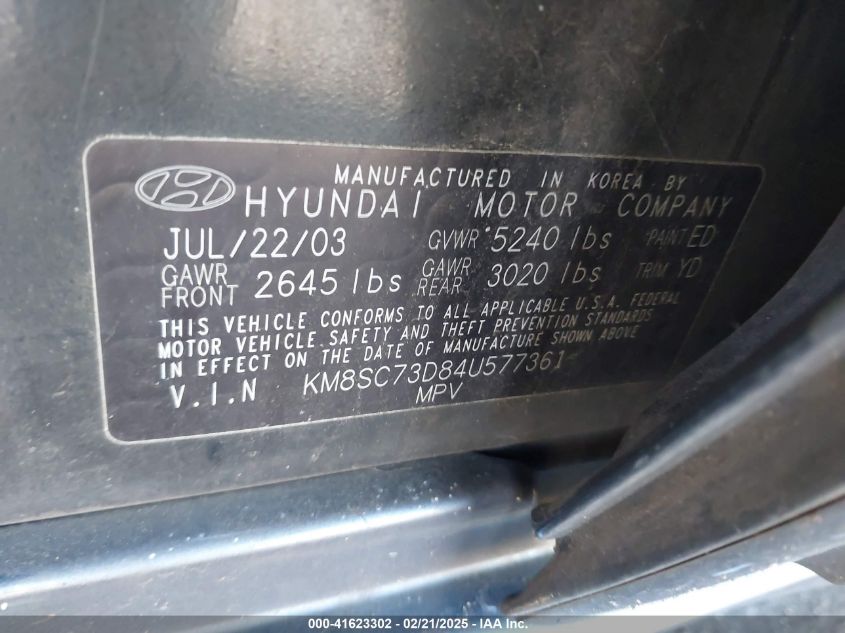 MANUFACTURED IN KOREA BY
HYUNDAI MOTOR COMPANY
JUL/22/03 GVWR 5240 lbs PAINT ED
GAWR FRONT 2645 lbs GAWR REAR 3020 lbs TRIM YD
THIS VEHICLE CONFORMS TO ALL APPLICABLE U.S.A. FEDERAL
MOTOR VEHICLE SAFETY AND THEFT PREVENTION STANDARDS
IN EFFECT ON THE DATE OF MANUFACTURE SHOWN ABOVE
V.I.N KM8SC73D84U577361
MPV
000-41623302 - 02/21/2025 - IAA Inc.